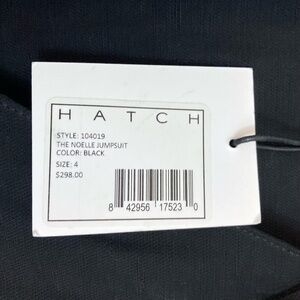 HATCH
STYLE: 104019
THE NOELLE JUMPSUIT
COLOR: BLACK
SIZE: 4
$298.00
8 42956 17523 0